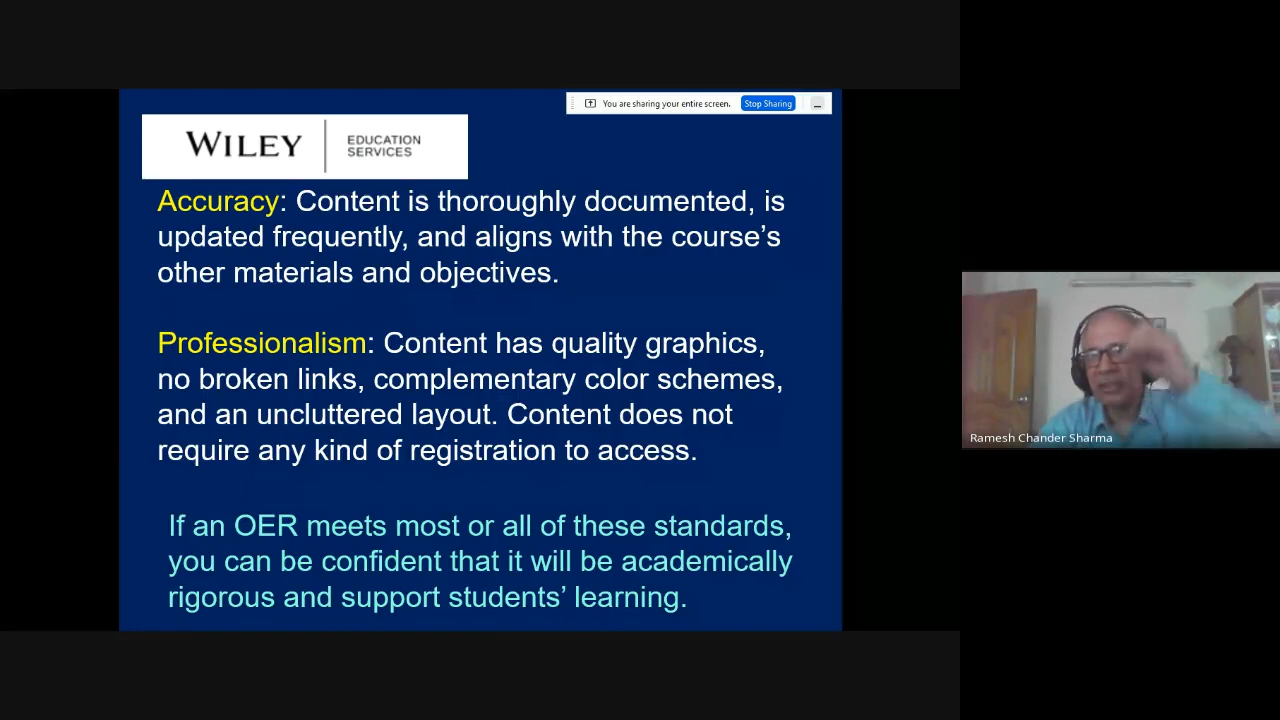 You are sharing your entire screen. Stop Sharing
WILEY
EDUCATION
SERVICES
Accuracy: Content is thoroughly documented, is
updated frequently, and aligns with the course’s
other materials and objectives.
Professionalism: Content has quality graphics,
no broken links, complementary color schemes,
and an uncluttered layout. Content does not
require any kind of registration to access.
If an OER meets most or all of these standards,
you can be confident that it will be academically
rigorous and support students’ learning.
Ramesh Chander Sharma